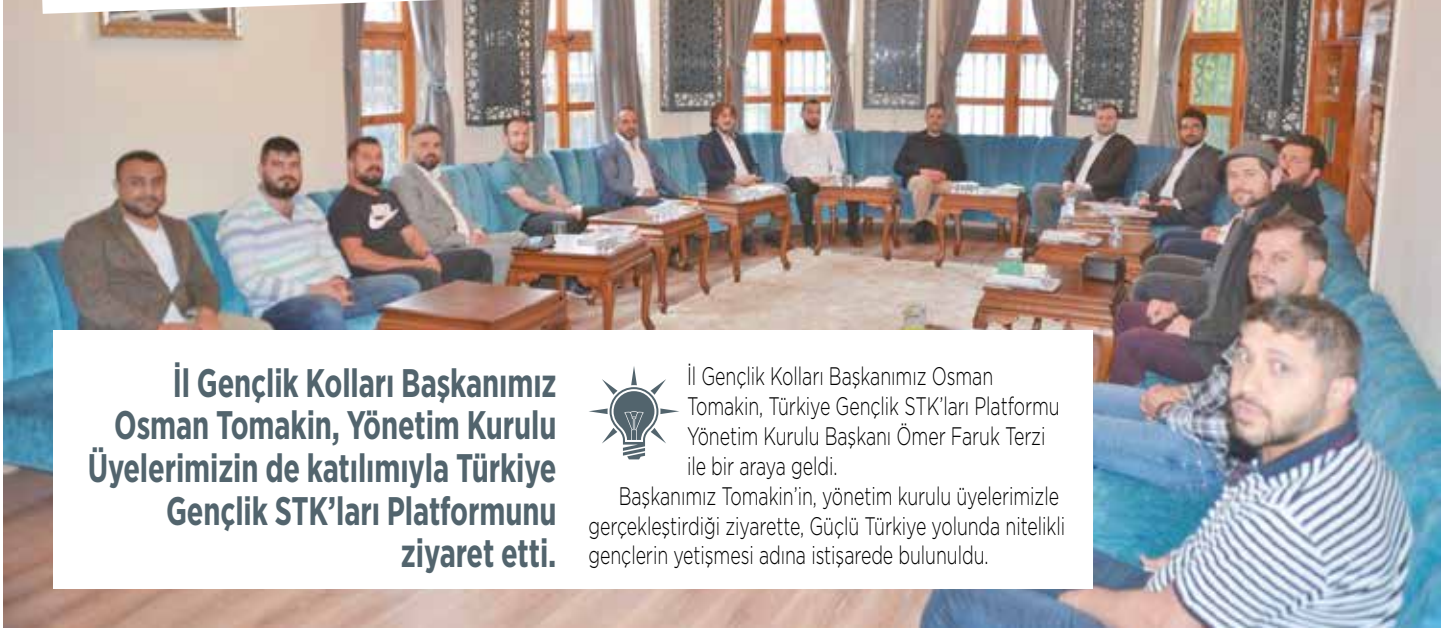 İl Gençlik Kolları Başkanımız
Osman Tomakin, Yönetim Kurulu
Üyelerimizin de katılımıyla Türkiye
Gençlik STK’ları Platformunu
ziyaret etti.
İl Gençlik Kolları Başkanımız Osman
Tomakin, Türkiye Gençlik STK’ları Platformu
Yönetim Kurulu Başkanı Ömer Faruk Terzi
ile bir araya geldi.
Başkanımız Tomakin’in, yönetim kurulu üyelerimizle
gerçekleştirdiği ziyarette, Güçlü Türkiye yolunda nitelikli
gençlerin yetişmesi adına istişarede bulunuldu.